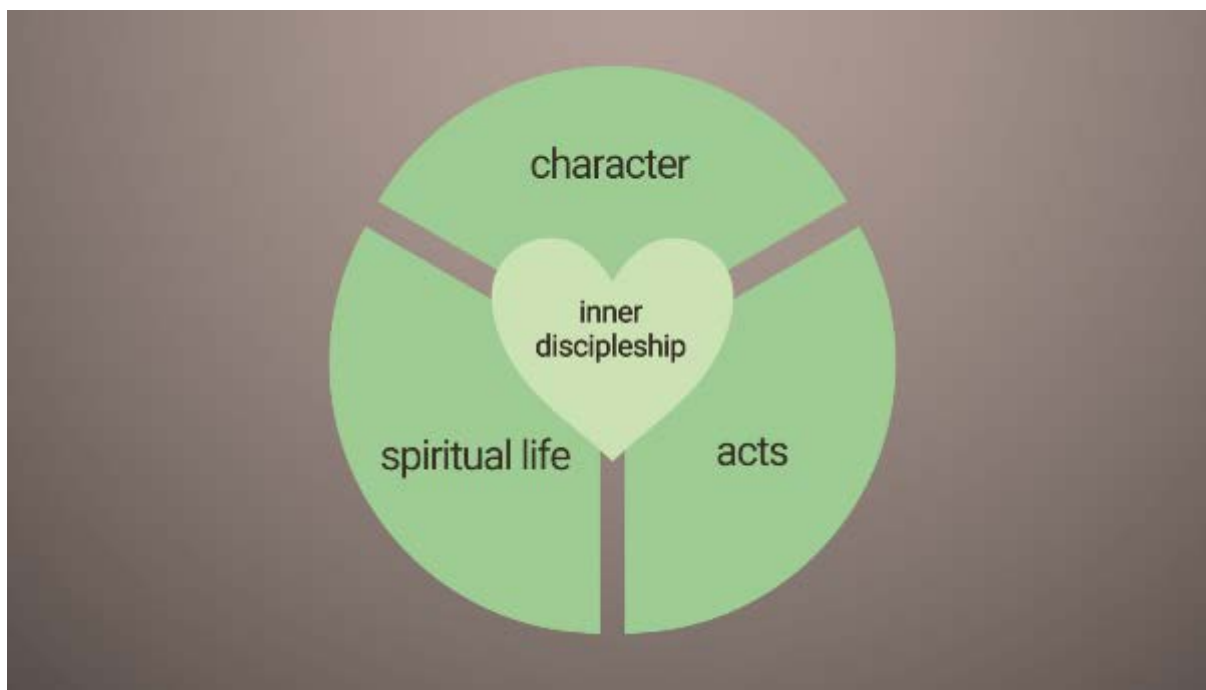 character
inner
discipleship
spiritual life
acts